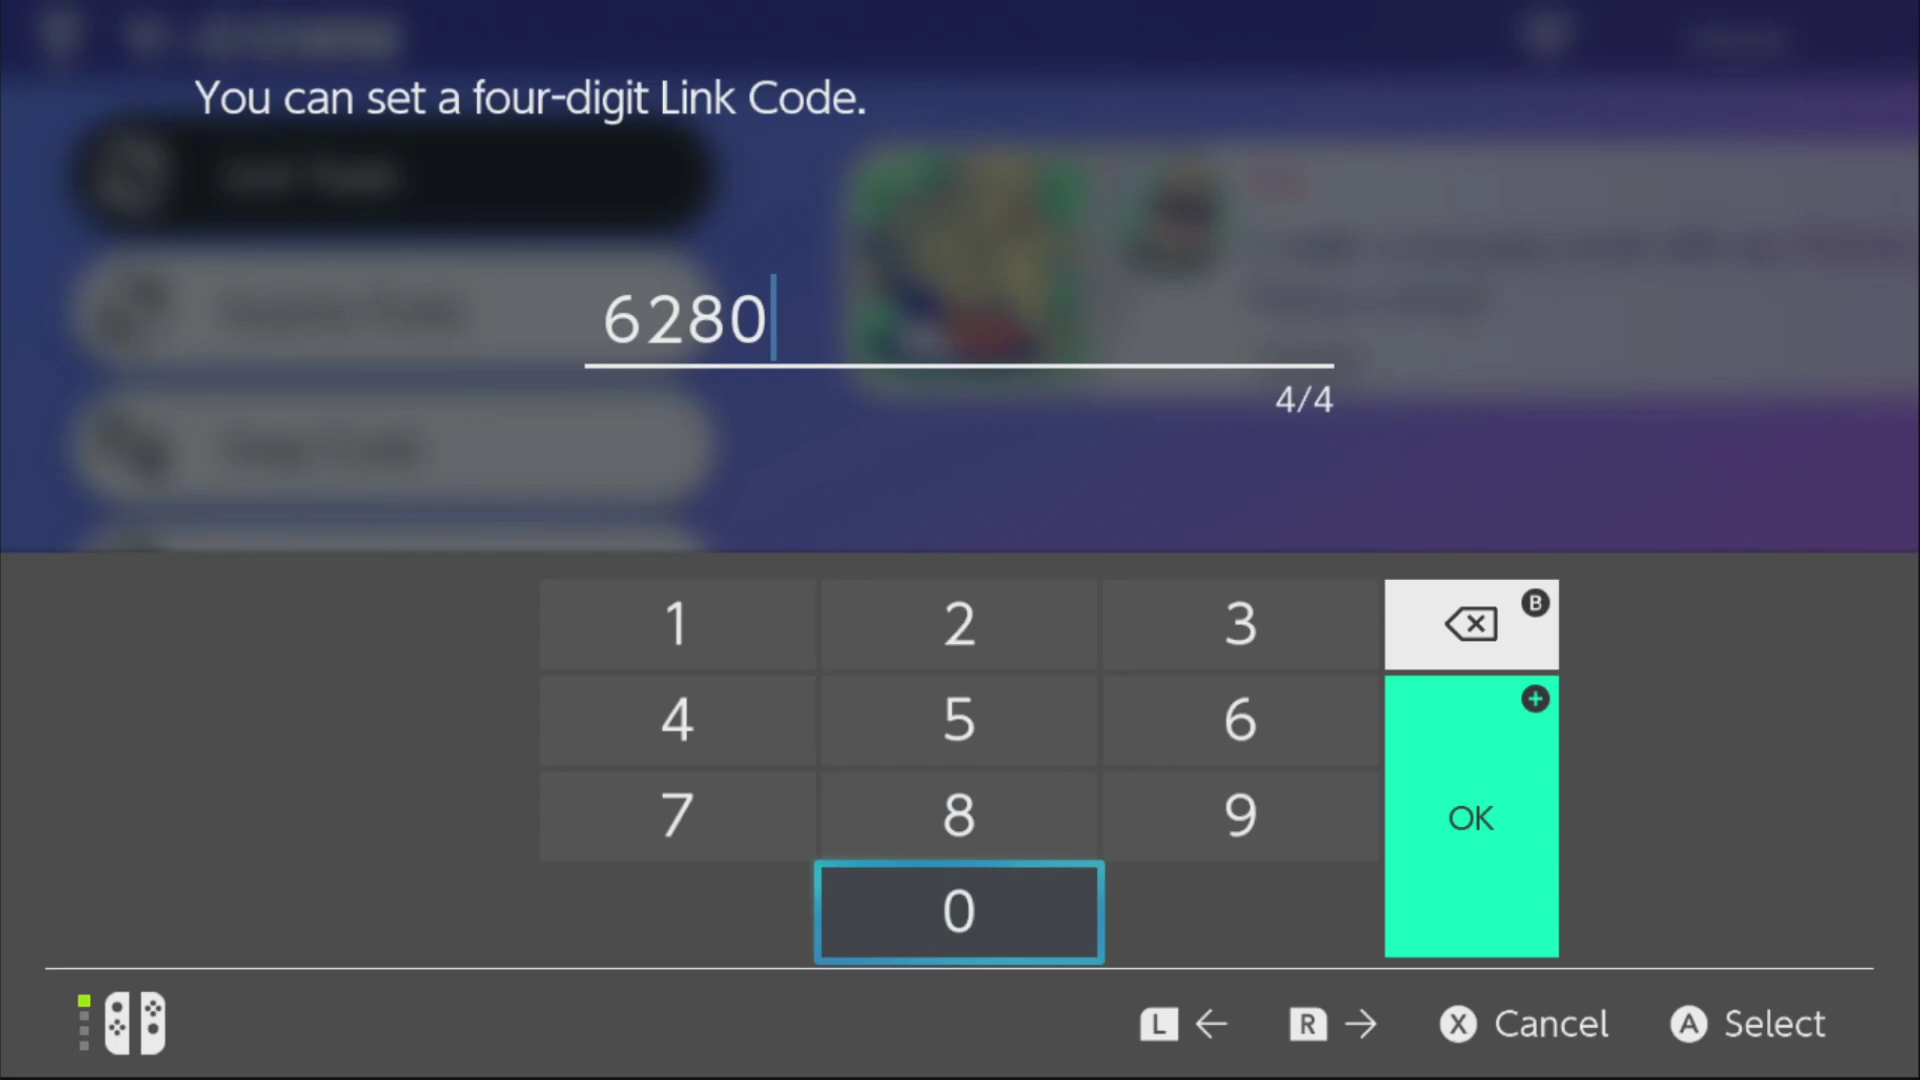 You can set a four-digit Link Code.
6280
4/4
1 2 3 B
4 5 6 +
7 8 9 OK
0
L ← R → X Cancel A Select